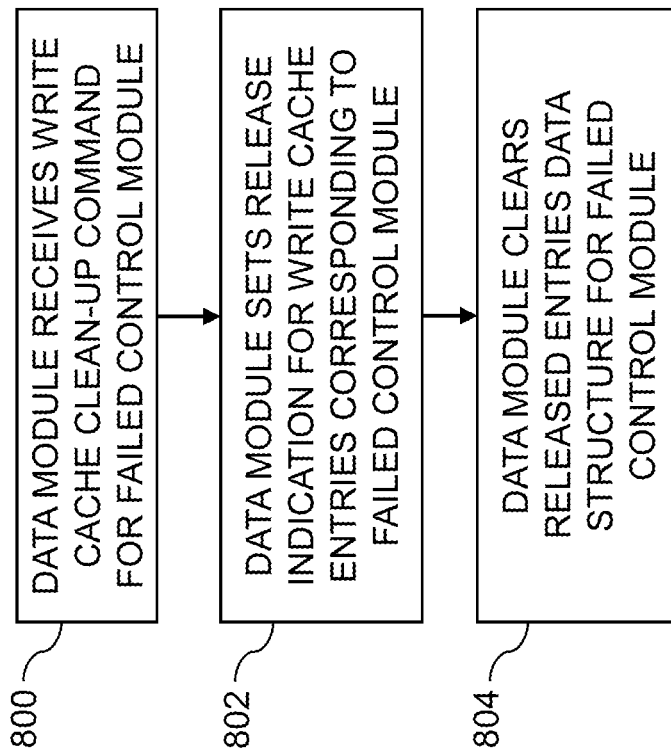 800
DATA MODULE RECEIVES WRITE
CACHE CLEAN-UP COMMAND
FOR FAILED CONTROL MODULE
802
DATA MODULE SETS RELEASE
INDICATION FOR WRITE CACHE
ENTRIES CORRESPONDING TO
FAILED CONTROL MODULE
804
DATA MODULE CLEARS
RELEASED ENTRIES DATA
STRUCTURE FOR FAILED
CONTROL MODULE